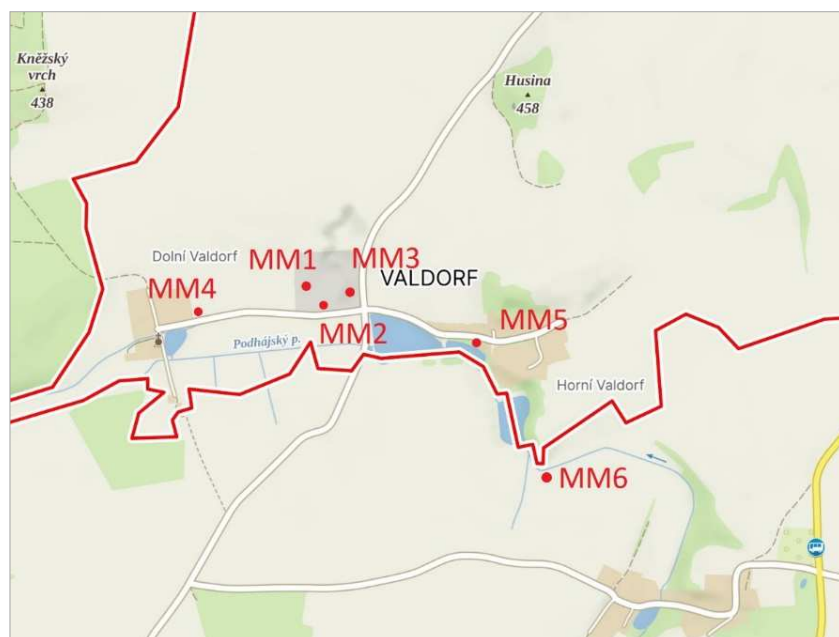 Kněžský
vrch
438
Husina
458
Dolní Valdorf
MM1
MM3
VALDORF
MM4
MM2
MM5
Podhájský p.
Horní Valdorf
MM6